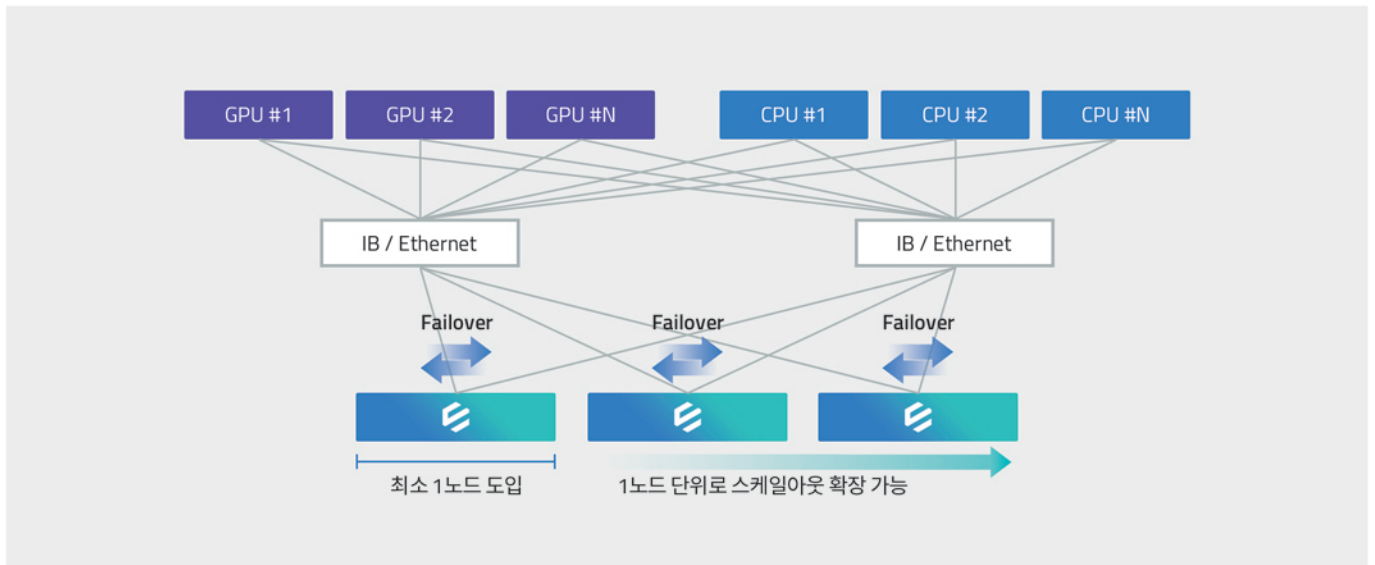 GPU #1
GPU #2
GPU #N
CPU #1
CPU #2
CPU #N
IB / Ethernet
IB / Ethernet
Failover
Failover
Failover
최소 1노드 도입
1노드 단위로 스케일아웃 확장 가능